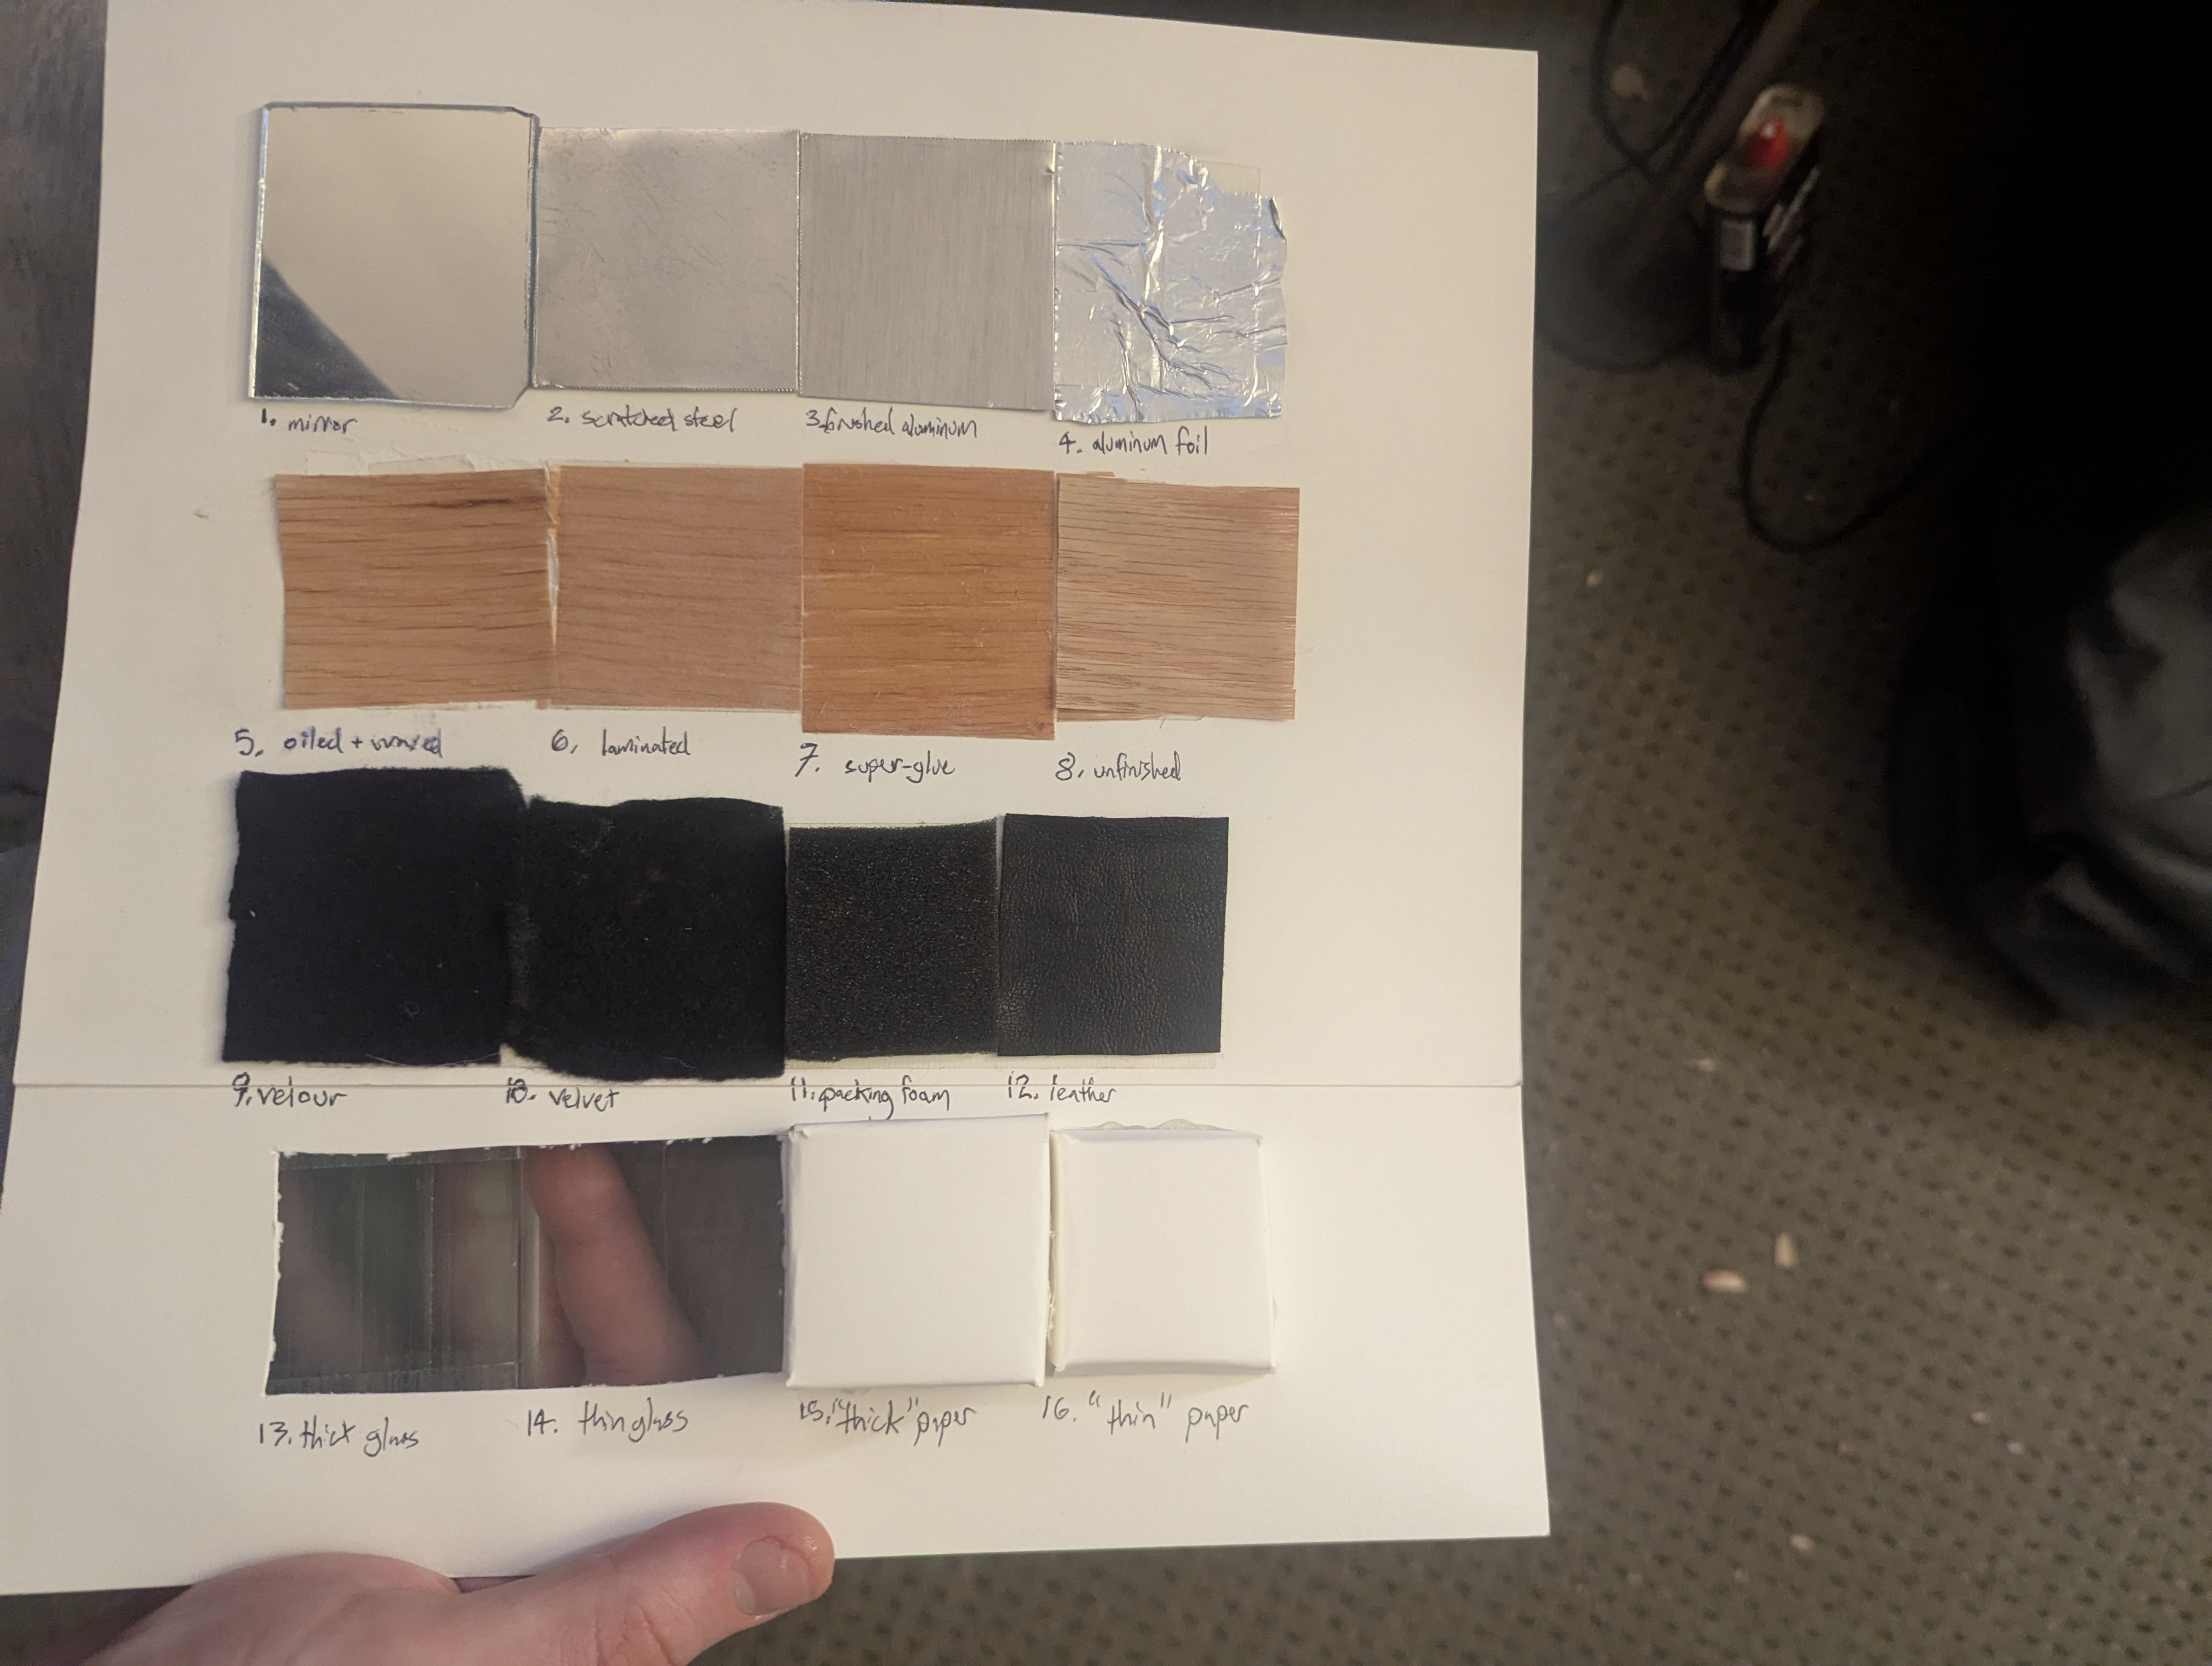 1. mirror
2. scratched steel
3. brushed aluminum
4. aluminum foil
5. oiled + waxed
6. laminated
7. super-glue
8. unfinished
9. velour
10. velvet
11. packing foam
12. leather
13. thick glass
14. thin glass
15. "thick" paper
16. "thin" paper